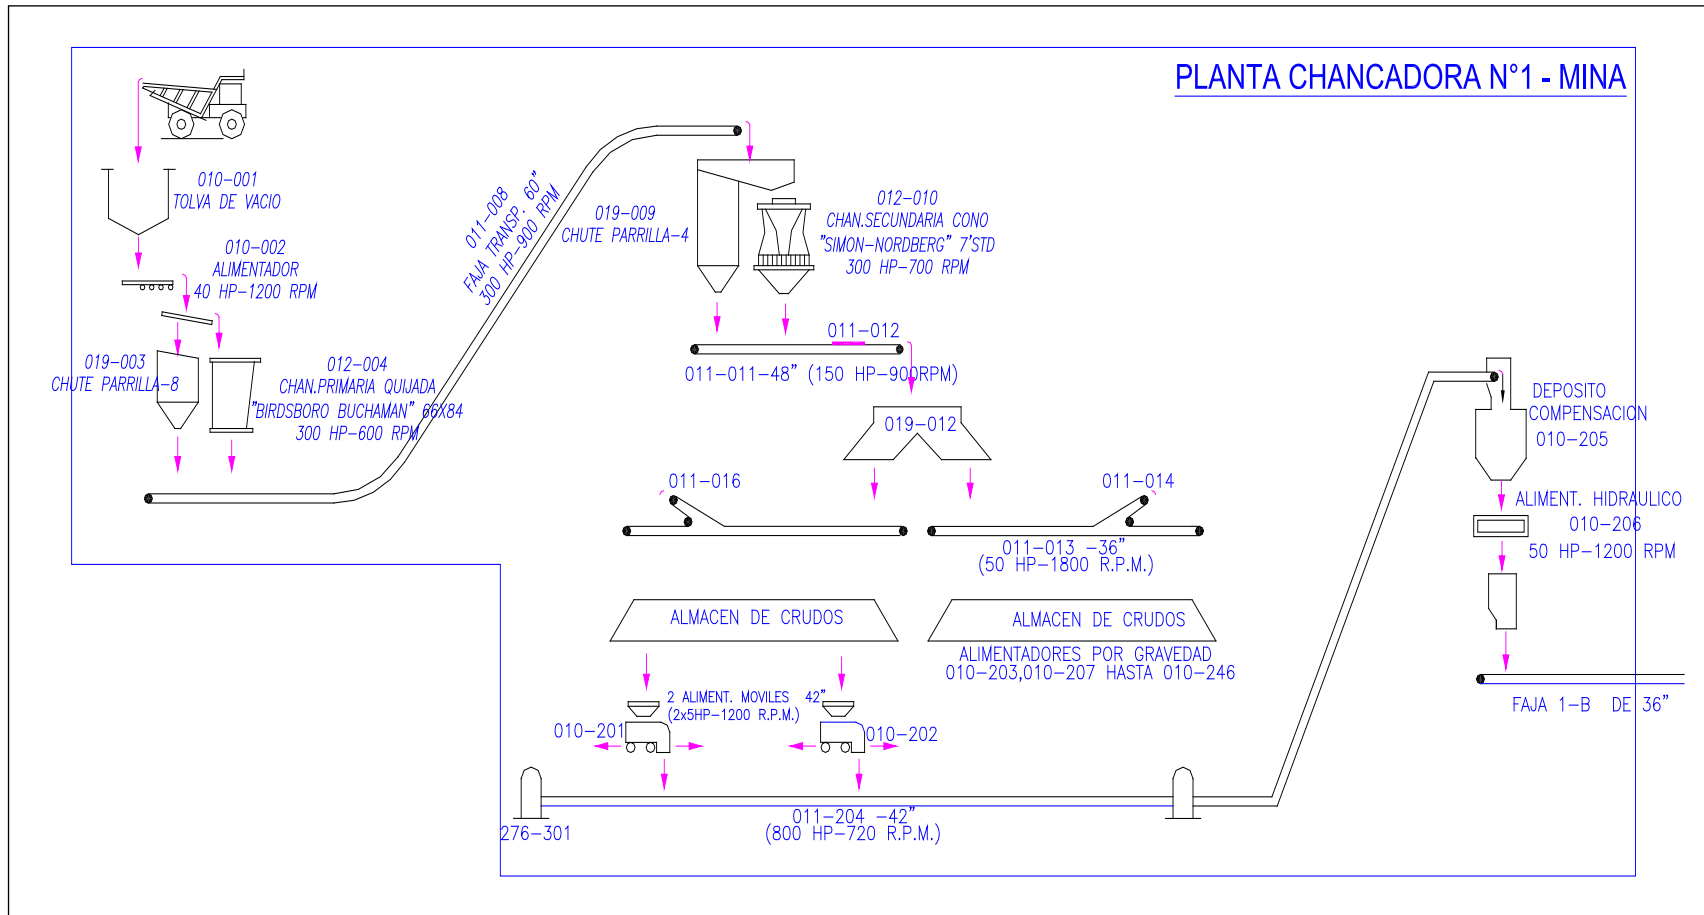 PLANTA CHANCADORA N°1 - MINA
010-001
TOLVA DE VACIO
010-002
ALIMENTADOR
40 HP-1200 RPM
019-003
CHUTE PARRILLA-8
012-004
CHAN.PRIMARIA QUIJADA
"BIRDSBORO BUCHAMAN" 66X84
300 HP-600 RPM
011-008
FAJA TRANSP. 60"
300 HP-900 RPM
019-009
CHUTE PARRILLA-4
012-010
CHAN.SECUNDARIA CONO
"SIMON-NORDBERG" 7'STD
300 HP-700 RPM
011-012
011-011-48" (150 HP-900RPM)
019-012
011-016
011-014
011-013 -36"
(50 HP-1800 R.P.M.)
ALMACEN DE CRUDOS
ALMACEN DE CRUDOS
ALIMENTADORES POR GRAVEDAD
010-203,010-207 HASTA 010-246
2 ALIMENT. MOVILES 42"
(2x5HP-1200 R.P.M.)
010-201
010-202
276-301
011-204 -42"
(800 HP-720 R.P.M.)
DEPOSITO
COMPENSACION
010-205
ALIMENT. HIDRAULICO
010-206
50 HP-1200 RPM
FAJA 1-B DE 36"